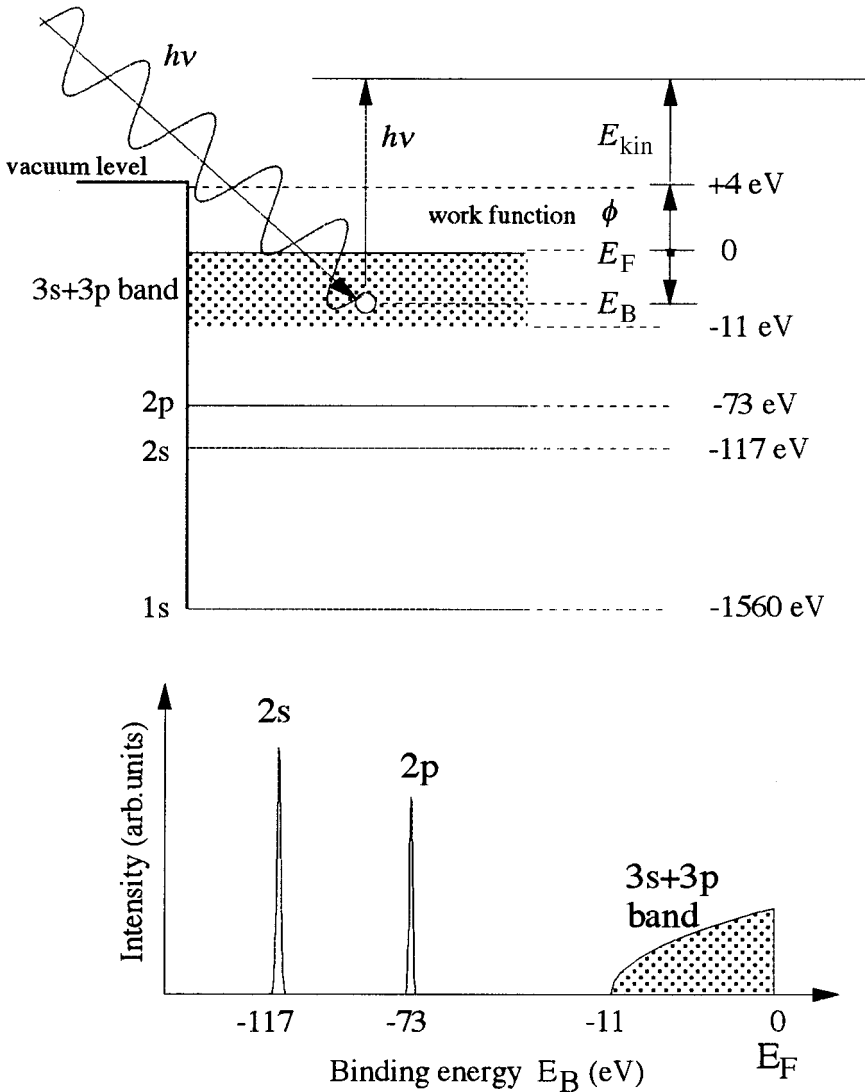 hν
hν
E_kin
vacuum level
+4 eV
work function ϕ
E_F 0
3s+3p band
E_B
-11 eV
2p -73 eV
2s -117 eV
1s -1560 eV
2s
2p
3s+3p
band
Intensity (arb.units)
-117 -73 -11 0
E_F
Binding energy E_B (eV)